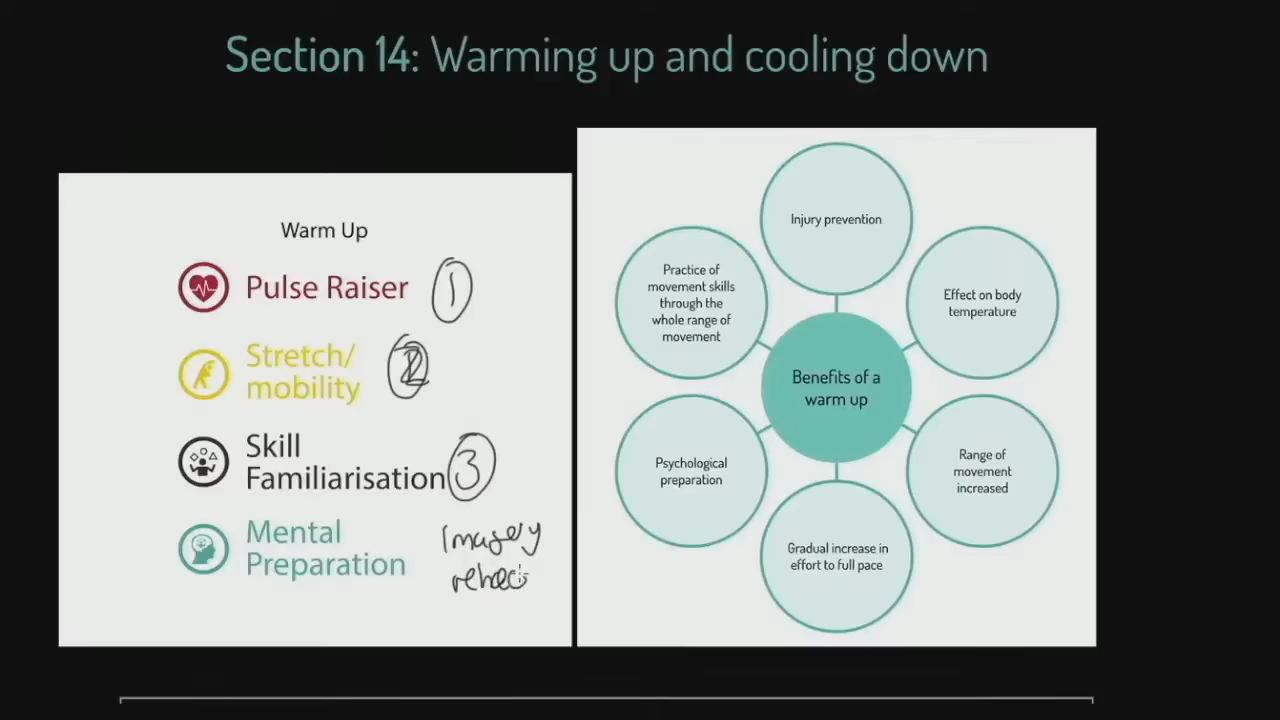 Section 14: Warming up and cooling down
Warm Up
Pulse Raiser 1
Stretch/
mobility 2
Skill
Familiarisation 3
Mental
Preparation
Imagery
Injury prevention
Effect on body
temperature
Range of
movement
increased
Gradual increase in
effort to full pace
Psychological
preparation
Practice of
movement skills
through the
whole range of
movement
Benefits of a
warm up